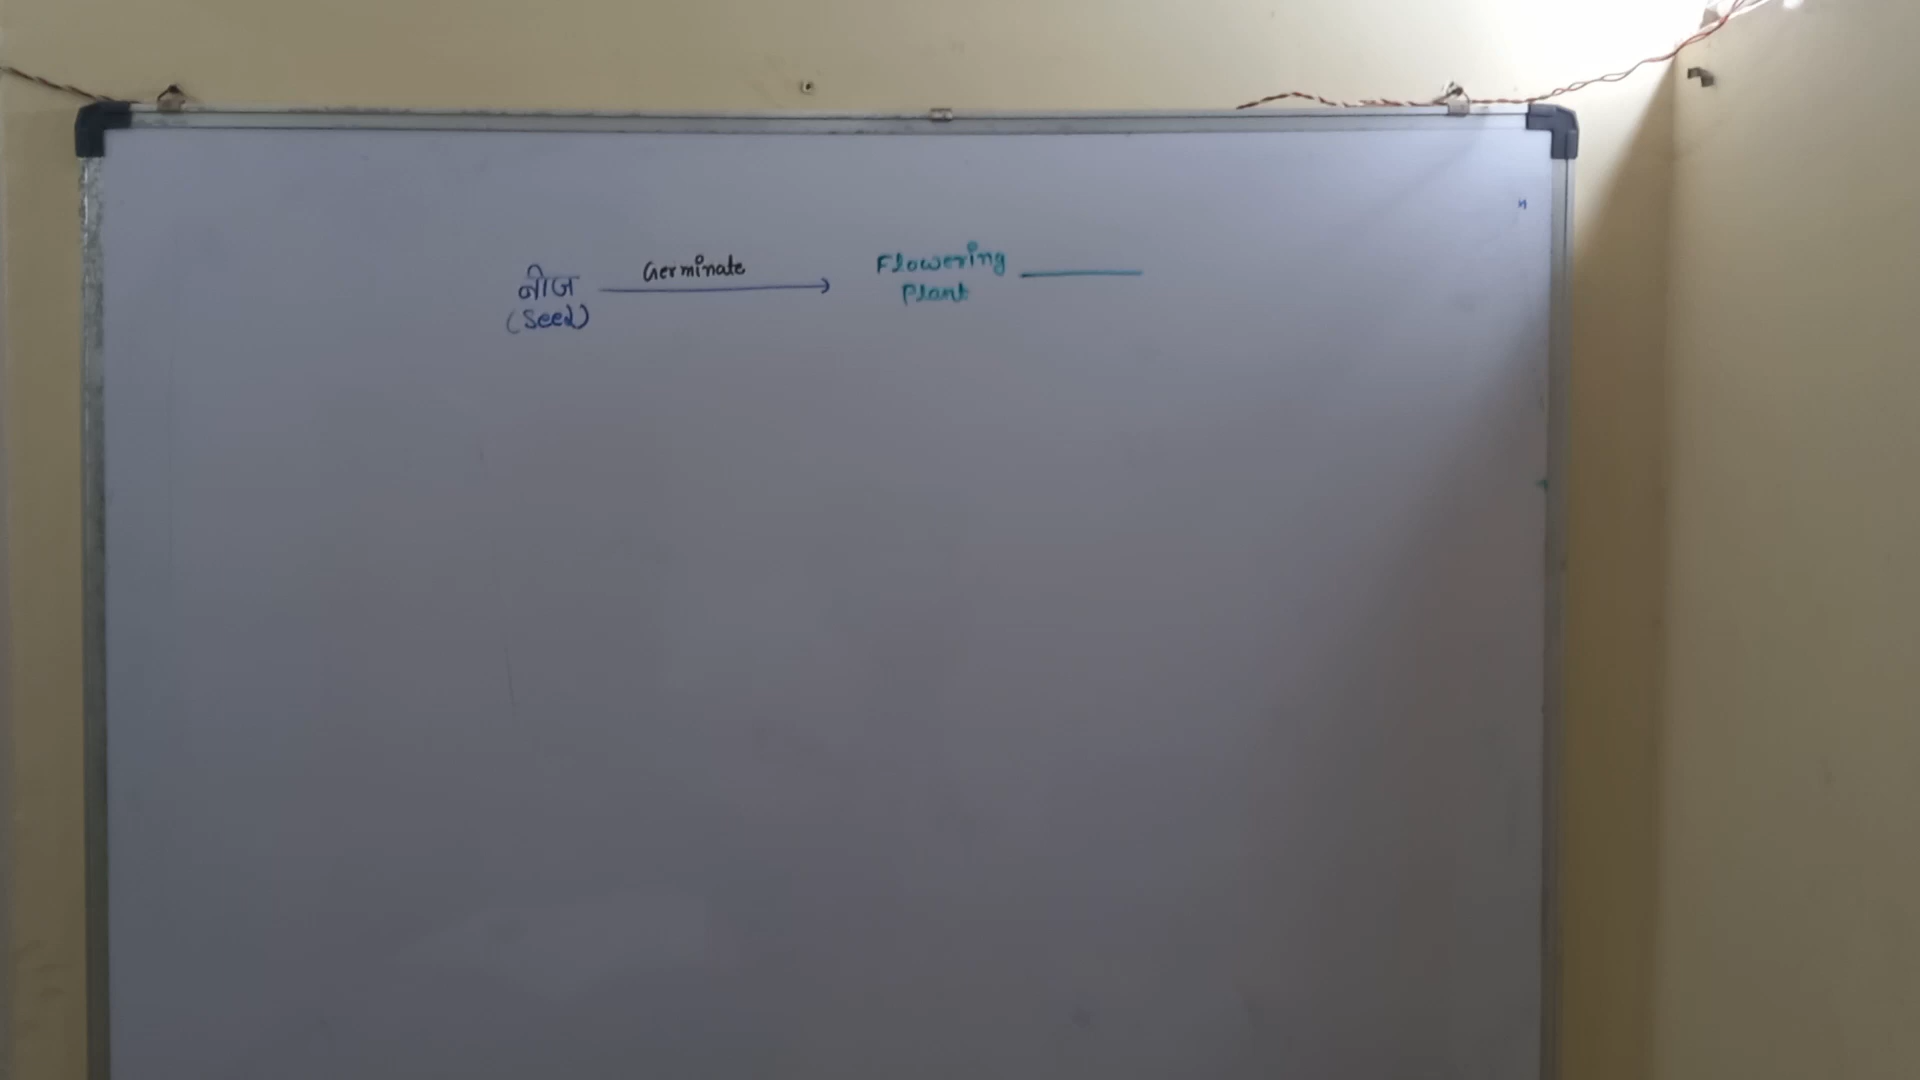 Germinate
बीज
(Seed)
Flowering
Plant